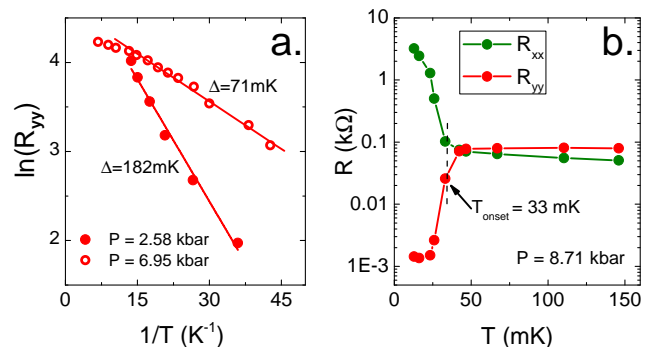 a.
4
3
2
ln(R_yy)
Δ=71mK
Δ=182mK
P = 2.58 kbar
P = 6.95 kbar
0 15 30 45
1/T (K⁻¹)
b.
R_xx
R_yy
10
1
0.1
0.01
1E-3
R (kΩ)
T_onset = 33 mK
P = 8.71 kbar
0 50 100 150
T (mK)